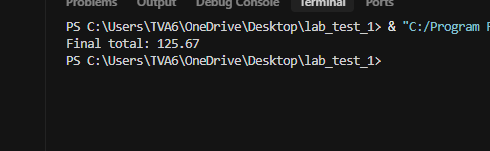 Problems Output Debug Console Terminal Ports
PS C:\Users\TVA6\OneDrive\Desktop\lab_test_1> & "C:/Program
Final total: 125.67
PS C:\Users\TVA6\OneDrive\Desktop\lab_test_1>